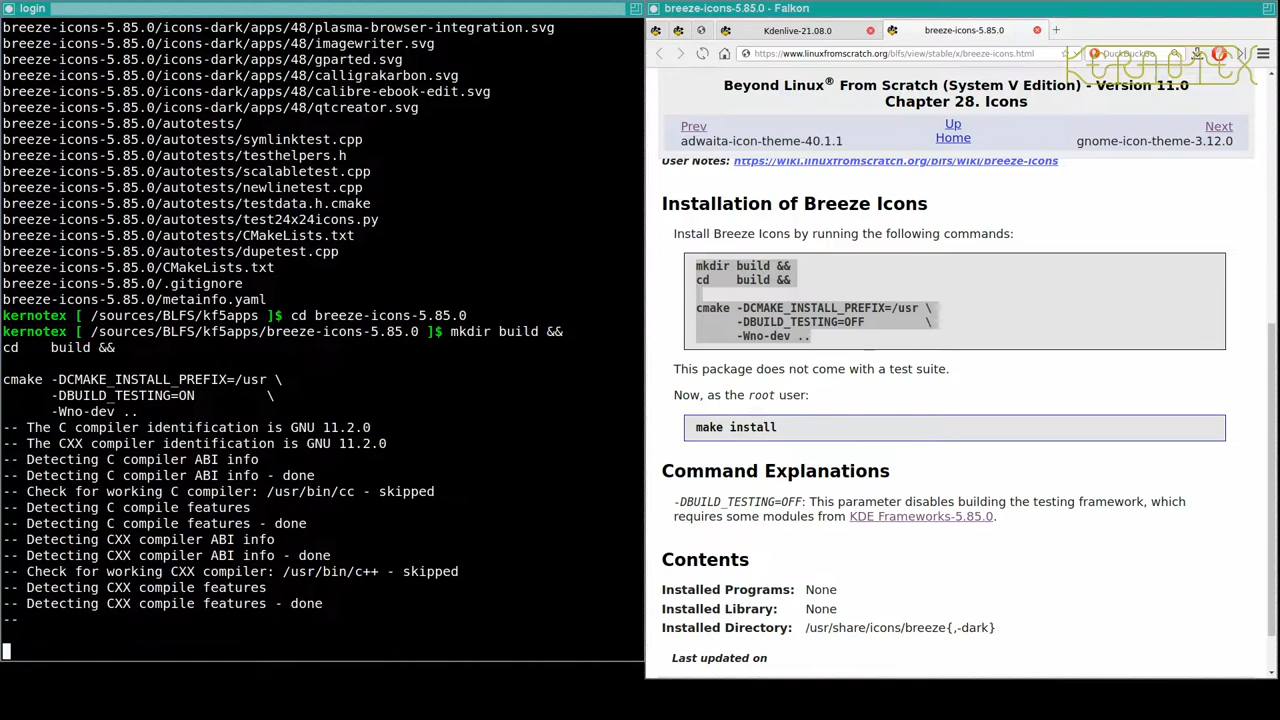 login
breeze-icons-5.85.0/icons-dark/apps/48/plasma-browser-integration.svg
breeze-icons-5.85.0/icons-dark/apps/48/imagewriter.svg
breeze-icons-5.85.0/icons-dark/apps/48/gparted.svg
breeze-icons-5.85.0/icons-dark/apps/48/calligrakarbon.svg
breeze-icons-5.85.0/icons-dark/apps/48/calibre-ebook-edit.svg
breeze-icons-5.85.0/icons-dark/apps/48/qtcreator.svg
breeze-icons-5.85.0/autotests/
breeze-icons-5.85.0/autotests/symlinktest.cpp
breeze-icons-5.85.0/autotests/testhelpers.h
breeze-icons-5.85.0/autotests/scalabletest.cpp
breeze-icons-5.85.0/autotests/newlinetest.cpp
breeze-icons-5.85.0/autotests/testdata.h.cmake
breeze-icons-5.85.0/autotests/test24x24icons.py
breeze-icons-5.85.0/autotests/CMakeLists.txt
breeze-icons-5.85.0/autotests/dupetest.cpp
breeze-icons-5.85.0/CMakeLists.txt
breeze-icons-5.85.0/.gitignore
breeze-icons-5.85.0/metainfo.yaml
kernotex [ /sources/BLFS/kf5apps ]$ cd breeze-icons-5.85.0
kernotex [ /sources/BLFS/kf5apps/breeze-icons-5.85.0 ]$ mkdir build &&
cd    build &&
cmake -DCMAKE_INSTALL_PREFIX=/usr \
      -DBUILD_TESTING=ON         \
      -Wno-dev ..
-- The C compiler identification is GNU 11.2.0
-- The CXX compiler identification is GNU 11.2.0
-- Detecting C compiler ABI info
-- Detecting C compiler ABI info - done
-- Check for working C compiler: /usr/bin/cc - skipped
-- Detecting C compile features
-- Detecting C compile features - done
-- Detecting CXX compiler ABI info
-- Detecting CXX compiler ABI info - done
-- Check for working CXX compiler: /usr/bin/c++ - skipped
-- Detecting CXX compile features
-- Detecting CXX compile features - done
--
breeze-icons-5.85.0 - Falkon
Kdenlive-21.08.0
breeze-icons-5.85.0
https://www.linuxfromscratch.org/blfs/view/stable/x/breeze-icons.html
DuckDuckGo
KERNOTEX
Beyond Linux® From Scratch (System V Edition) - Version 11.0
Chapter 28. Icons
Prev
Up
Next
adwaita-icon-theme-40.1.1
Home
gnome-icon-theme-3.12.0
User Notes: https://wiki.linuxfromscratch.org/blfs/wiki/breeze-icons
Installation of Breeze Icons
Install Breeze Icons by running the following commands:
mkdir build &&
cd    build &&
cmake -DCMAKE_INSTALL_PREFIX=/usr \
      -DBUILD_TESTING=OFF         \
      -Wno-dev ..
This package does not come with a test suite.
Now, as the root user:
make install
Command Explanations
-DBUILD_TESTING=OFF: This parameter disables building the testing framework, which
requires some modules from KDE Frameworks-5.85.0.
Contents
Installed Programs: None
Installed Library: None
Installed Directory: /usr/share/icons/breeze{,-dark}
Last updated on